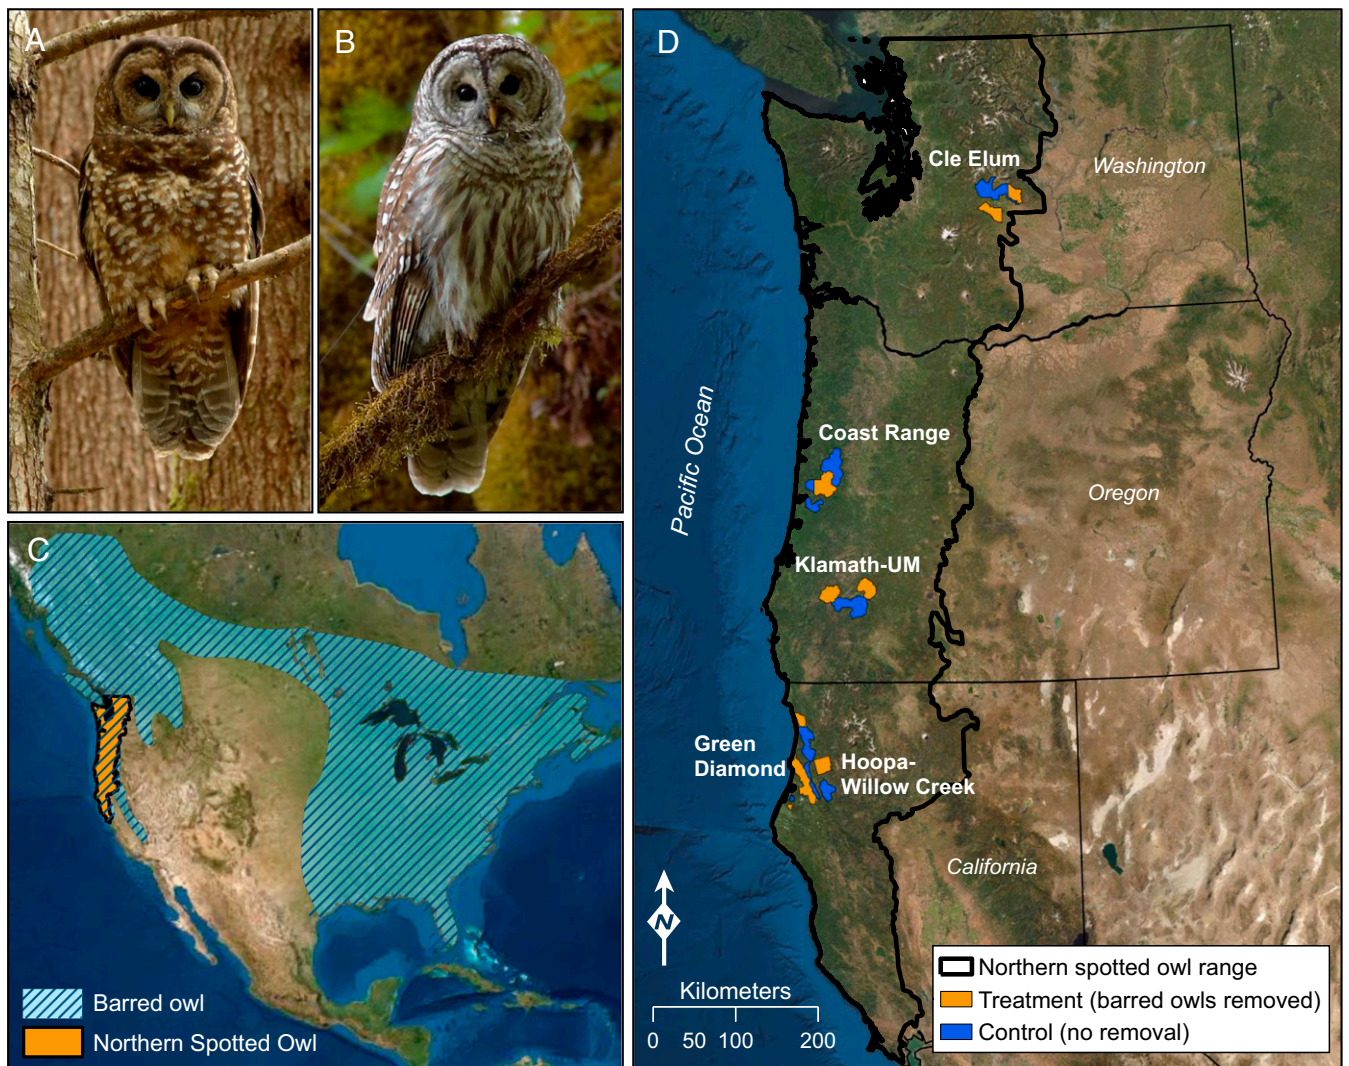 A
B
C
Barred owl
Northern Spotted Owl
D
Cle Elum
Washington
Pacific Ocean
Coast Range
Oregon
Klamath-UM
Green
Diamond
Hoopa-
Willow Creek
California
N
Kilometers
0 50 100 200
Northern spotted owl range
Treatment (barred owls removed)
Control (no removal)